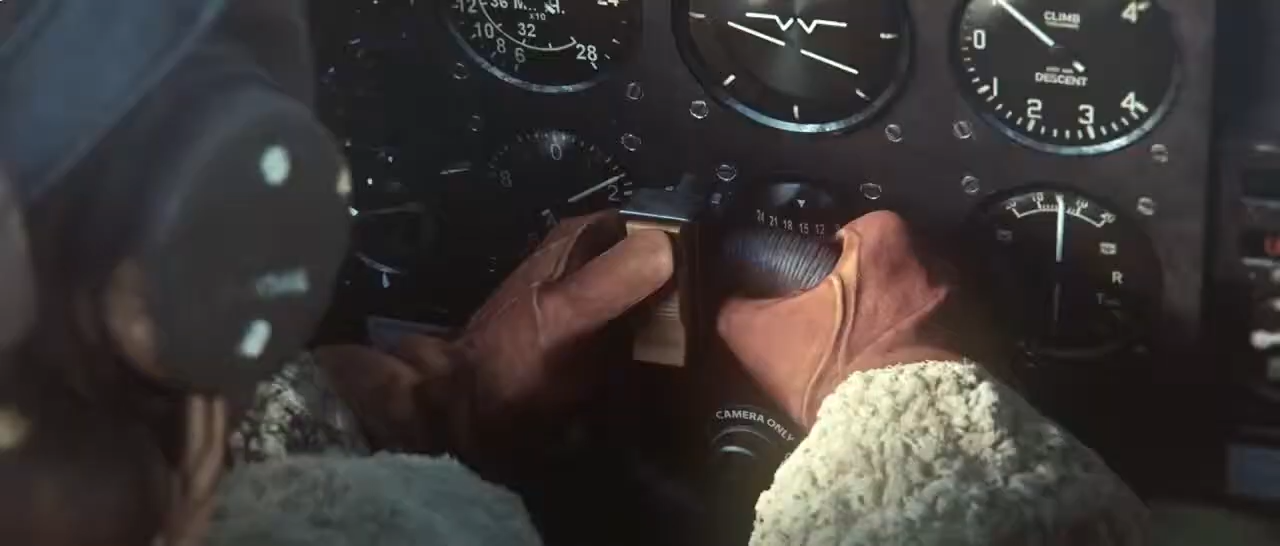 12 36
x10
10 32
8 6 28
CLIMB
DESCENT
0 1 2 3 4 4
0
8 2
24 21 18 15 12
R
CAMERA ONLY